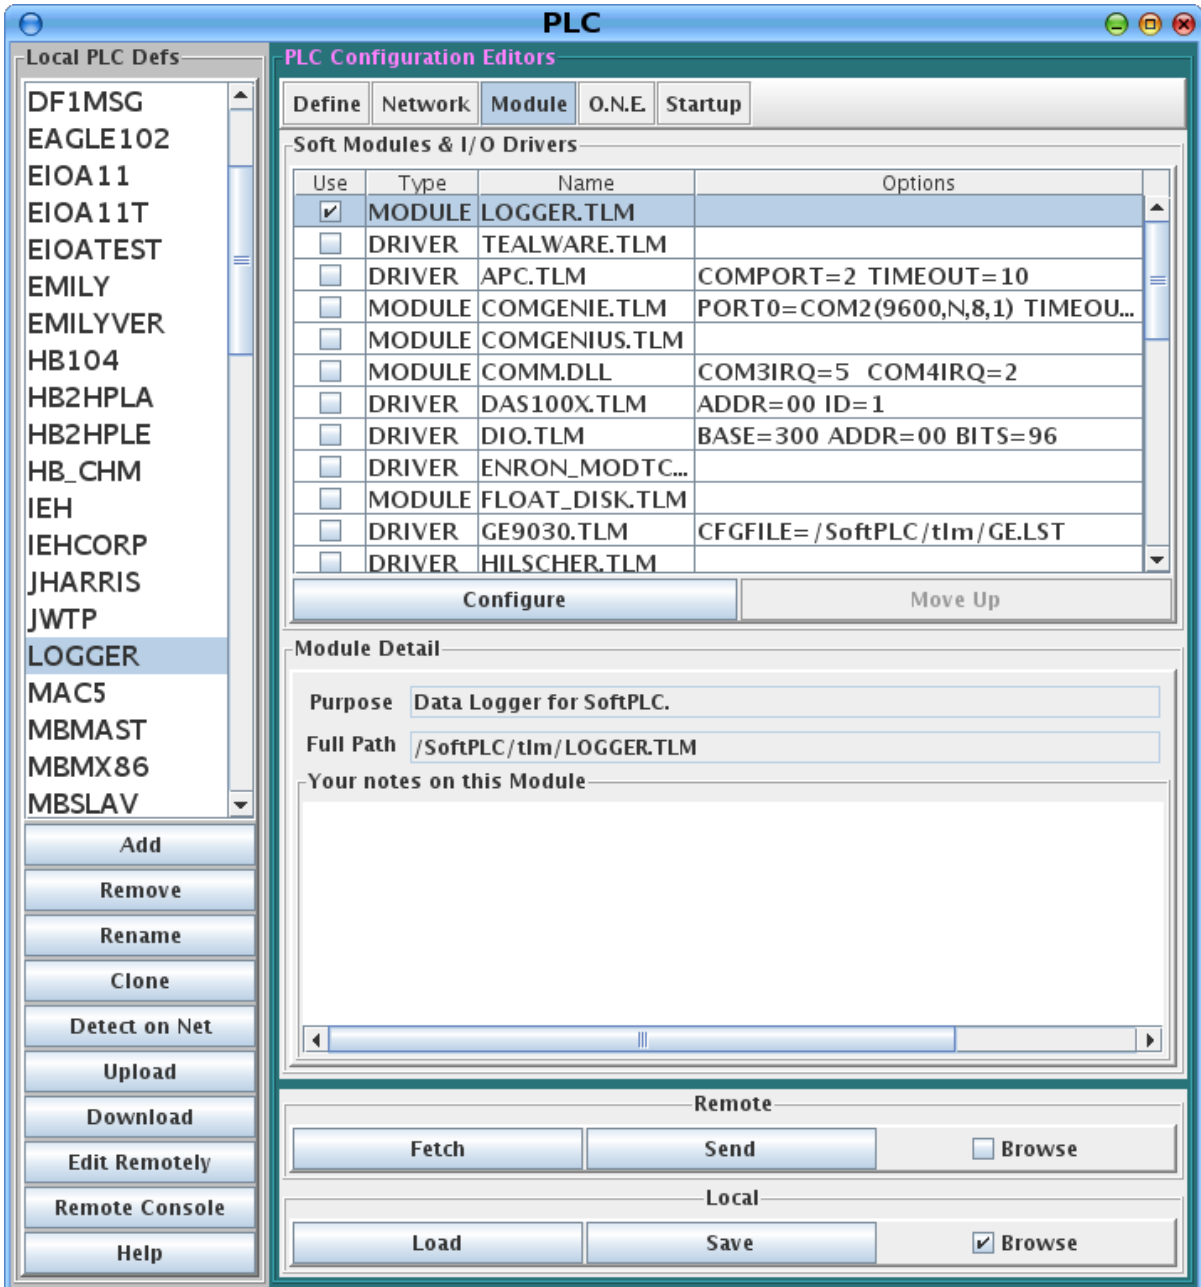 PLC
Local PLC Defs
DF1MSG
EAGLE102
EIOA11
EIOA11T
EIOATEST
EMILY
EMILYVER
HB104
HB2HPLA
HB2HPLE
HB_CHM
IEH
IEHCORP
JHARRIS
JWTP
LOGGER
MAC5
MBMAST
MBMX86
MBSLAV
Add
Remove
Rename
Clone
Detect on Net
Upload
Download
Edit Remotely
Remote Console
Help
PLC Configuration Editors
Define Network Module O.N.E. Startup
Soft Modules & I/O Drivers
Use Type Name Options
MODULE LOGGER.TLM
DRIVER TEALWARE.TLM
DRIVER APC.TLM COMPORT=2 TIMEOUT=10
MODULE COMGENIE.TLM PORT0=COM2(9600,N,8,1) TIMEOU...
MODULE COMGENIUS.TLM
MODULE COMM.DLL COM3IRQ=5 COM4IRQ=2
DRIVER DAS100X.TLM ADDR=00 ID=1
DRIVER DIO.TLM BASE=300 ADDR=00 BITS=96
DRIVER ENRON_MODTC...
MODULE FLOAT_DISK.TLM
DRIVER GE9030.TLM CFGFILE=/SoftPLC/tlm/GE.LST
DRIVER HILSCHER.TLM
Configure Move Up
Module Detail
Purpose Data Logger for SoftPLC.
Full Path /SoftPLC/tlm/LOGGER.TLM
Your notes on this Module
Remote
Fetch Send Browse
Local
Load Save Browse